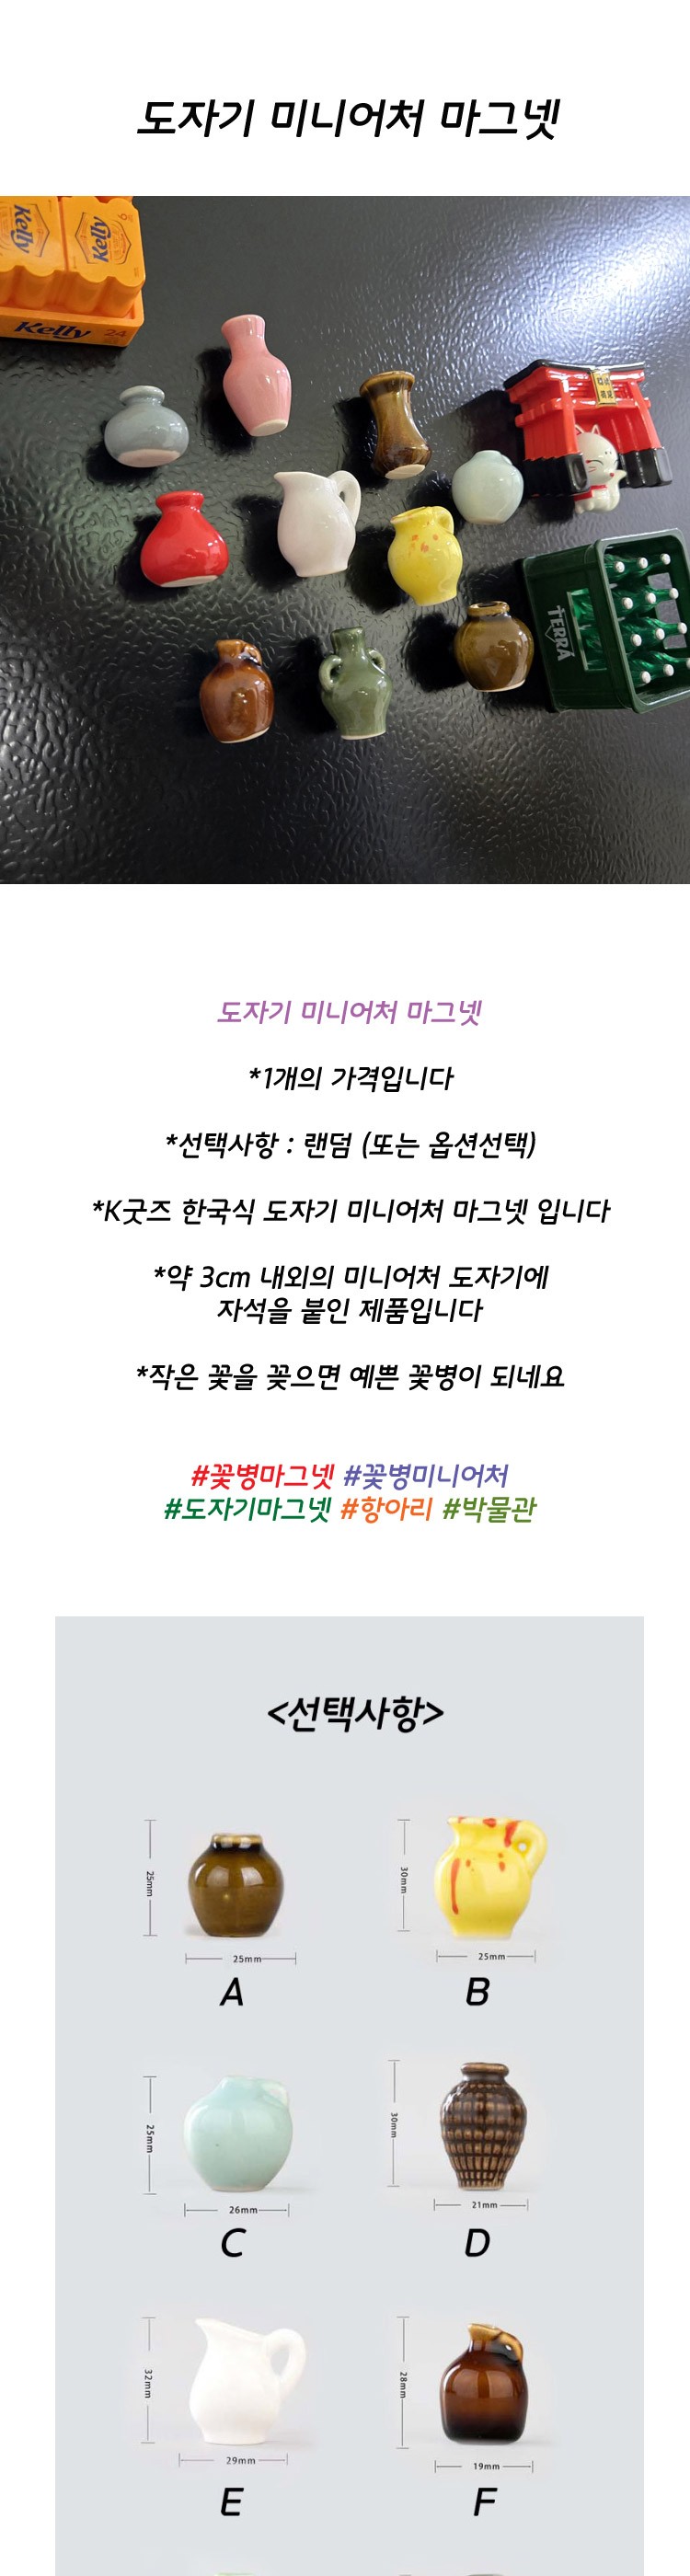 도자기 미니어처 마그넷
Kelly
Kelly
Kelly 24
TERRA
도자기 미니어처 마그넷
*1개의 가격입니다
*선택사항 : 랜덤 (또는 옵션선택)
*K굿즈 한국식 도자기 미니어처 마그넷 입니다
*약 3cm 내외의 미니어처 도자기에
자석을 붙인 제품입니다
*작은 꽃을 꽂으면 예쁜 꽃병이 되네요
#꽃병마그넷 #꽃병미니어처
#도자기마그넷 #항아리 #박물관
<선택사항>
25mm
25mm
A
30mm
25mm
B
25mm
26mm
C
30mm
21mm
D
32mm
29mm
E
28mm
19mm
F